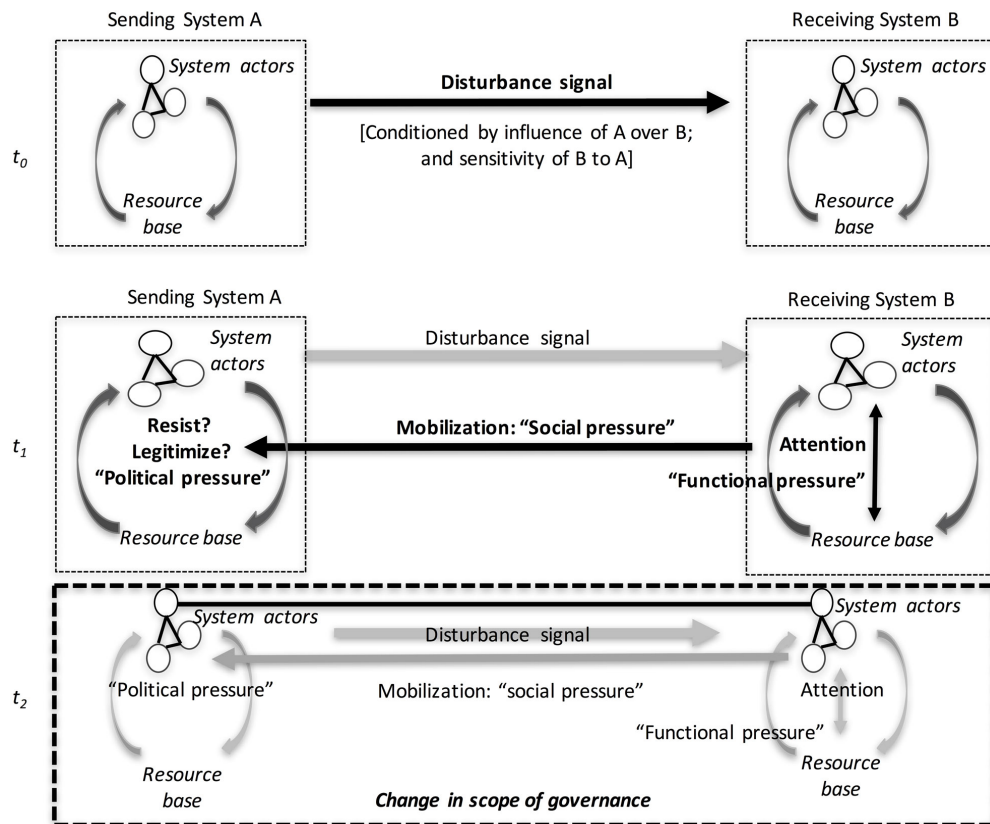 Sending System A
Receiving System B
System actors
Disturbance signal
System actors
[Conditioned by influence of A over B;
and sensitivity of B to A]
t0
Resource
base
Resource
base
Sending System A
Receiving System B
System
actors
Disturbance signal
System
actors
Resist?
Legitimize?
"Political pressure"
Mobilization: "Social pressure"
Attention
"Functional pressure"
t1
Resource base
Resource base
System actors
System actors
Disturbance signal
"Political pressure"
Mobilization: "social pressure"
Attention
t2
"Functional pressure"
Resource
base
Resource
base
Change in scope of governance